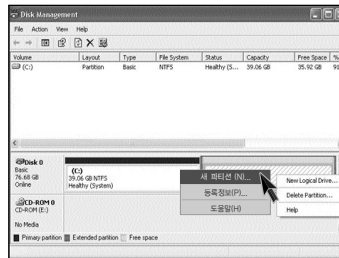 Disk Management
File Action View Help
Volume Layout Type File System Status Capacity Free Space %
(C:) Partition Basic NTFS Healthy (S... 39.06 GB 35.92 GB 91
Disk 0
Basic
76.68 GB
Online
(C:)
39.06 GB NTFS
Healthy (System)
새 파티션 (N)...
등록정보(P)...
도움말(H)
New Logical Drive...
Delete Partition...
Help
CD-ROM 0
CD-ROM (E:)
No Media
Primary partition Extended partition Free space